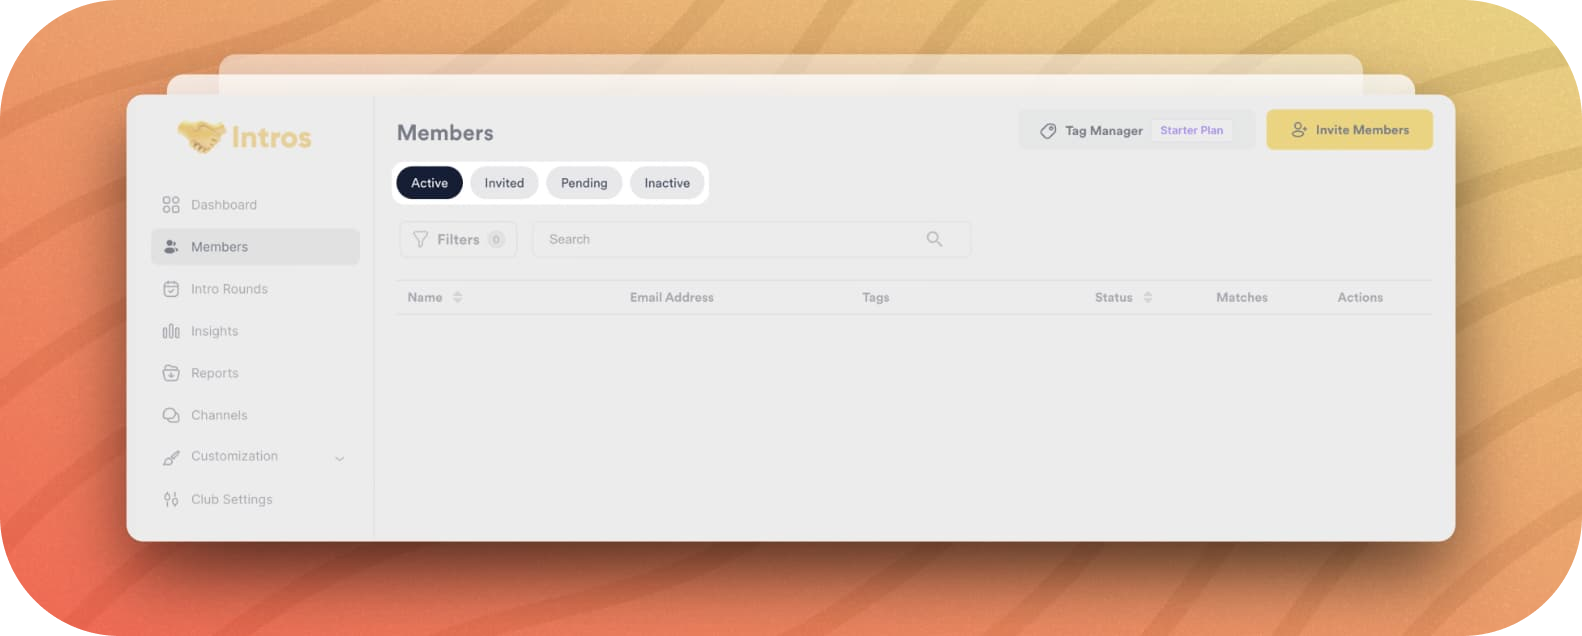 Intros
Dashboard
Members
Intro Rounds
Insights
Reports
Channels
Customization
Club Settings
Members
Tag Manager Starter Plan
Invite Members
Active Invited Pending Inactive
Filters 0 Search
Name Email Address Tags Status Matches Actions